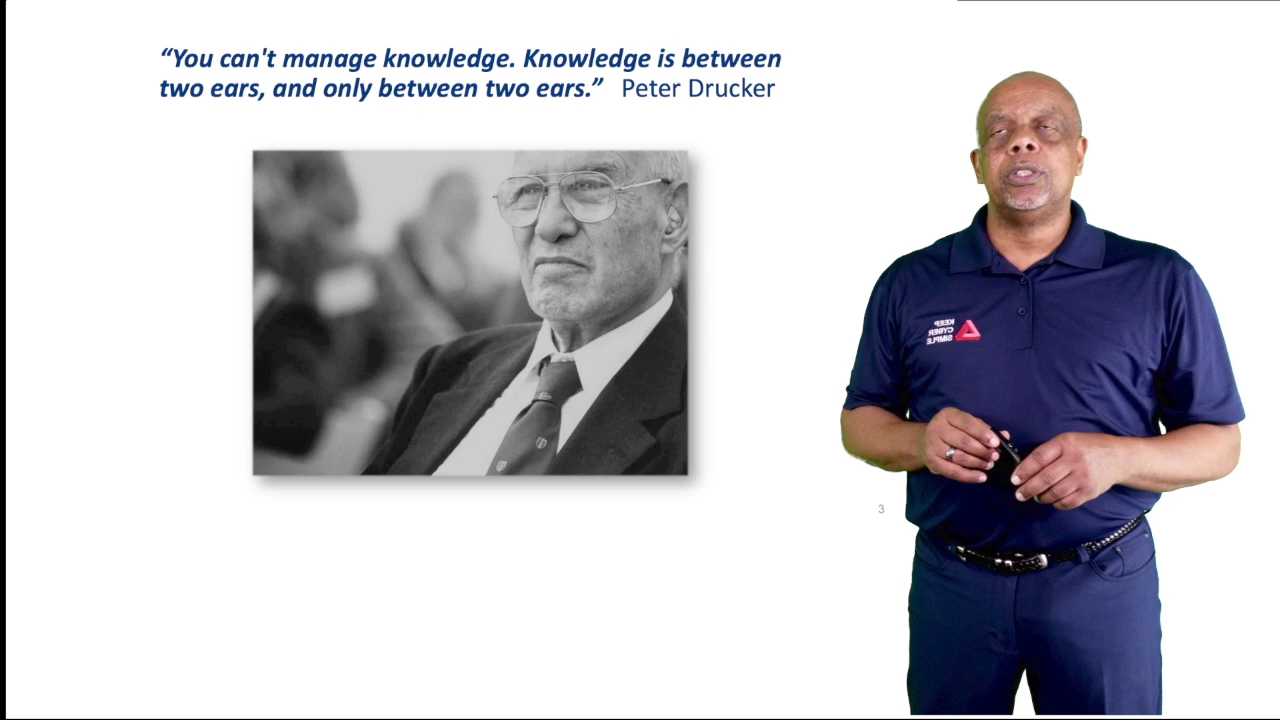 “You can't manage knowledge. Knowledge is between
two ears, and only between two ears.” Peter Drucker
KEEP
CYBER
SIMPLE
3